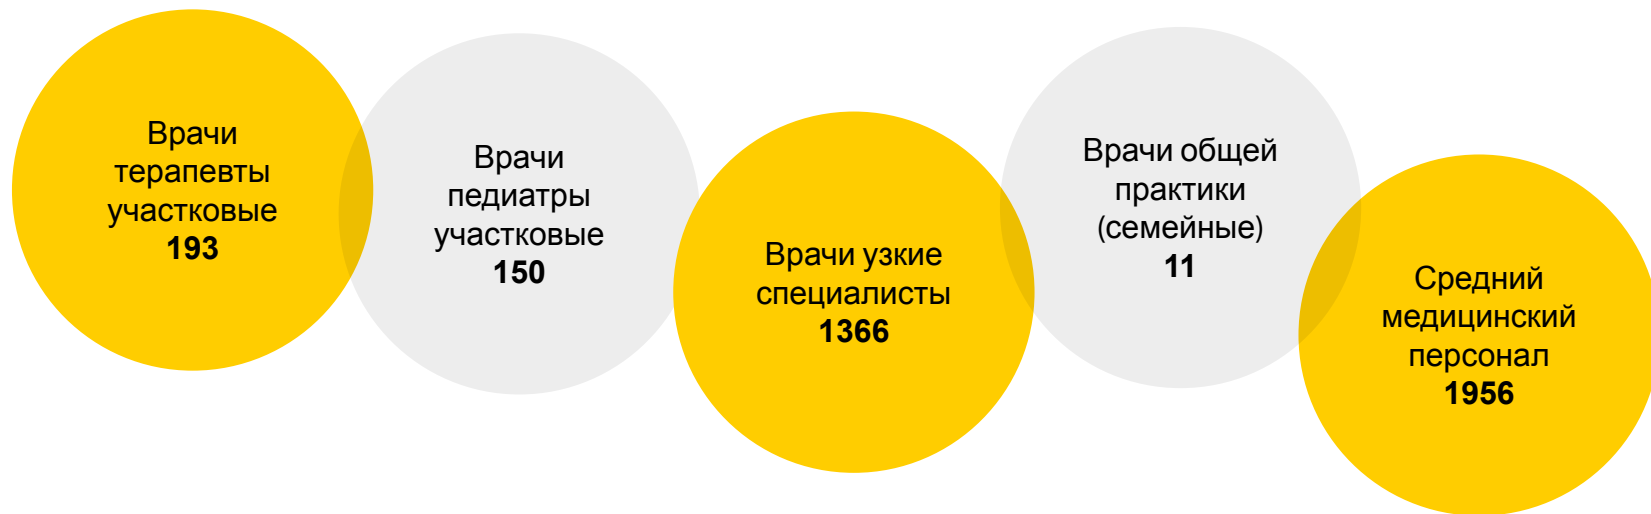 Врачи
терапевты
участковые
193
Врачи
педиатры
участковые
150
Врачи узкие
специалисты
1366
Врачи общей
практики
(семейные)
11
Средний
медицинский
персонал
1956